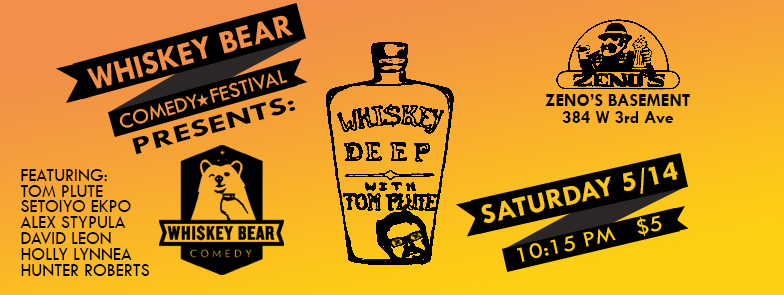 WHISKEY BEAR
COMEDY★FESTIVAL
PRESENTS:
FEATURING:
TOM PLUTE
SETOIYO EKPO
ALEX STYPULA
DAVID LEON
HOLLY LYNNEA
HUNTER ROBERTS
WHISKEY BEAR
COMEDY
WHISKEY
DEEP
WITH
TOM PLUTE
ZENO'S
ZENO'S BASEMENT
384 W 3rd Ave
SATURDAY 5/14
10:15 PM $5